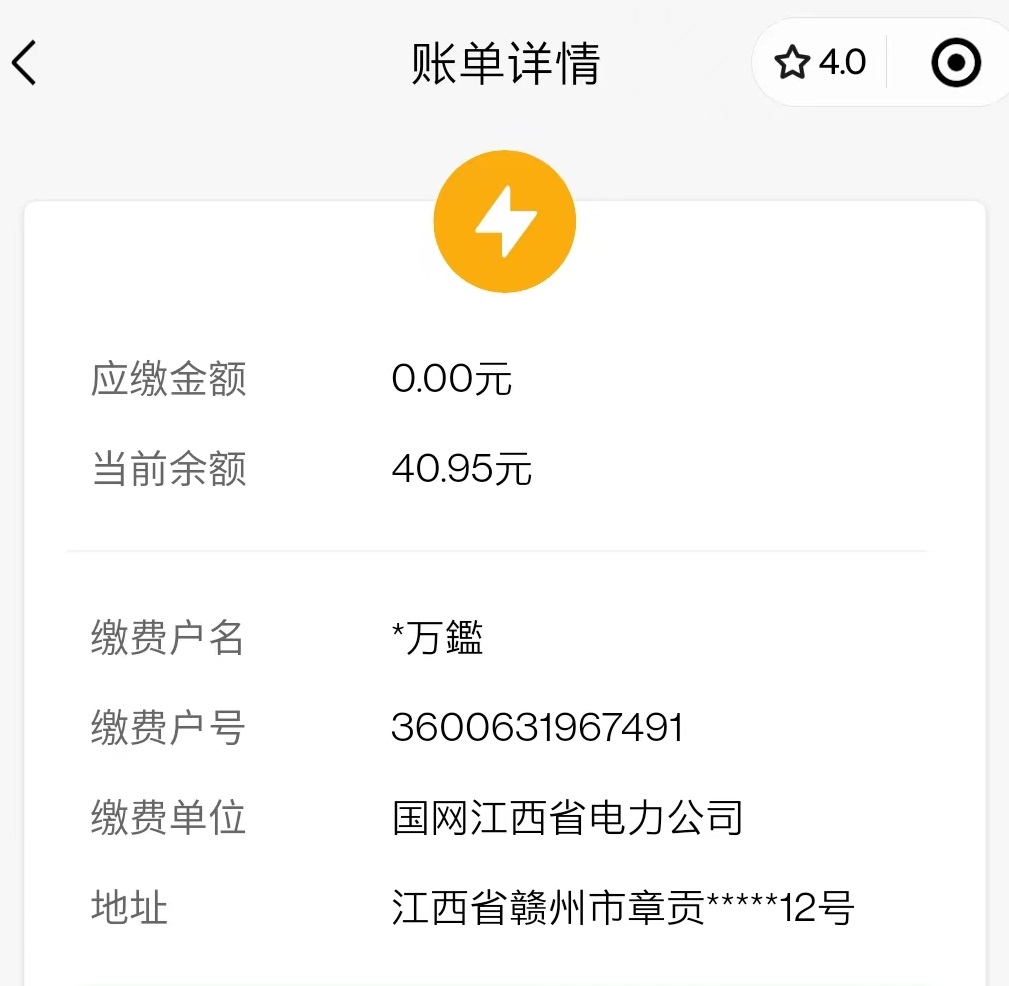 账单详情
4.0
应缴金额 0.00元
当前余额 40.95元
缴费户名 *万鑑
缴费户号 3600631967491
缴费单位 国网江西省电力公司
地址 江西省赣州市章贡*****12号